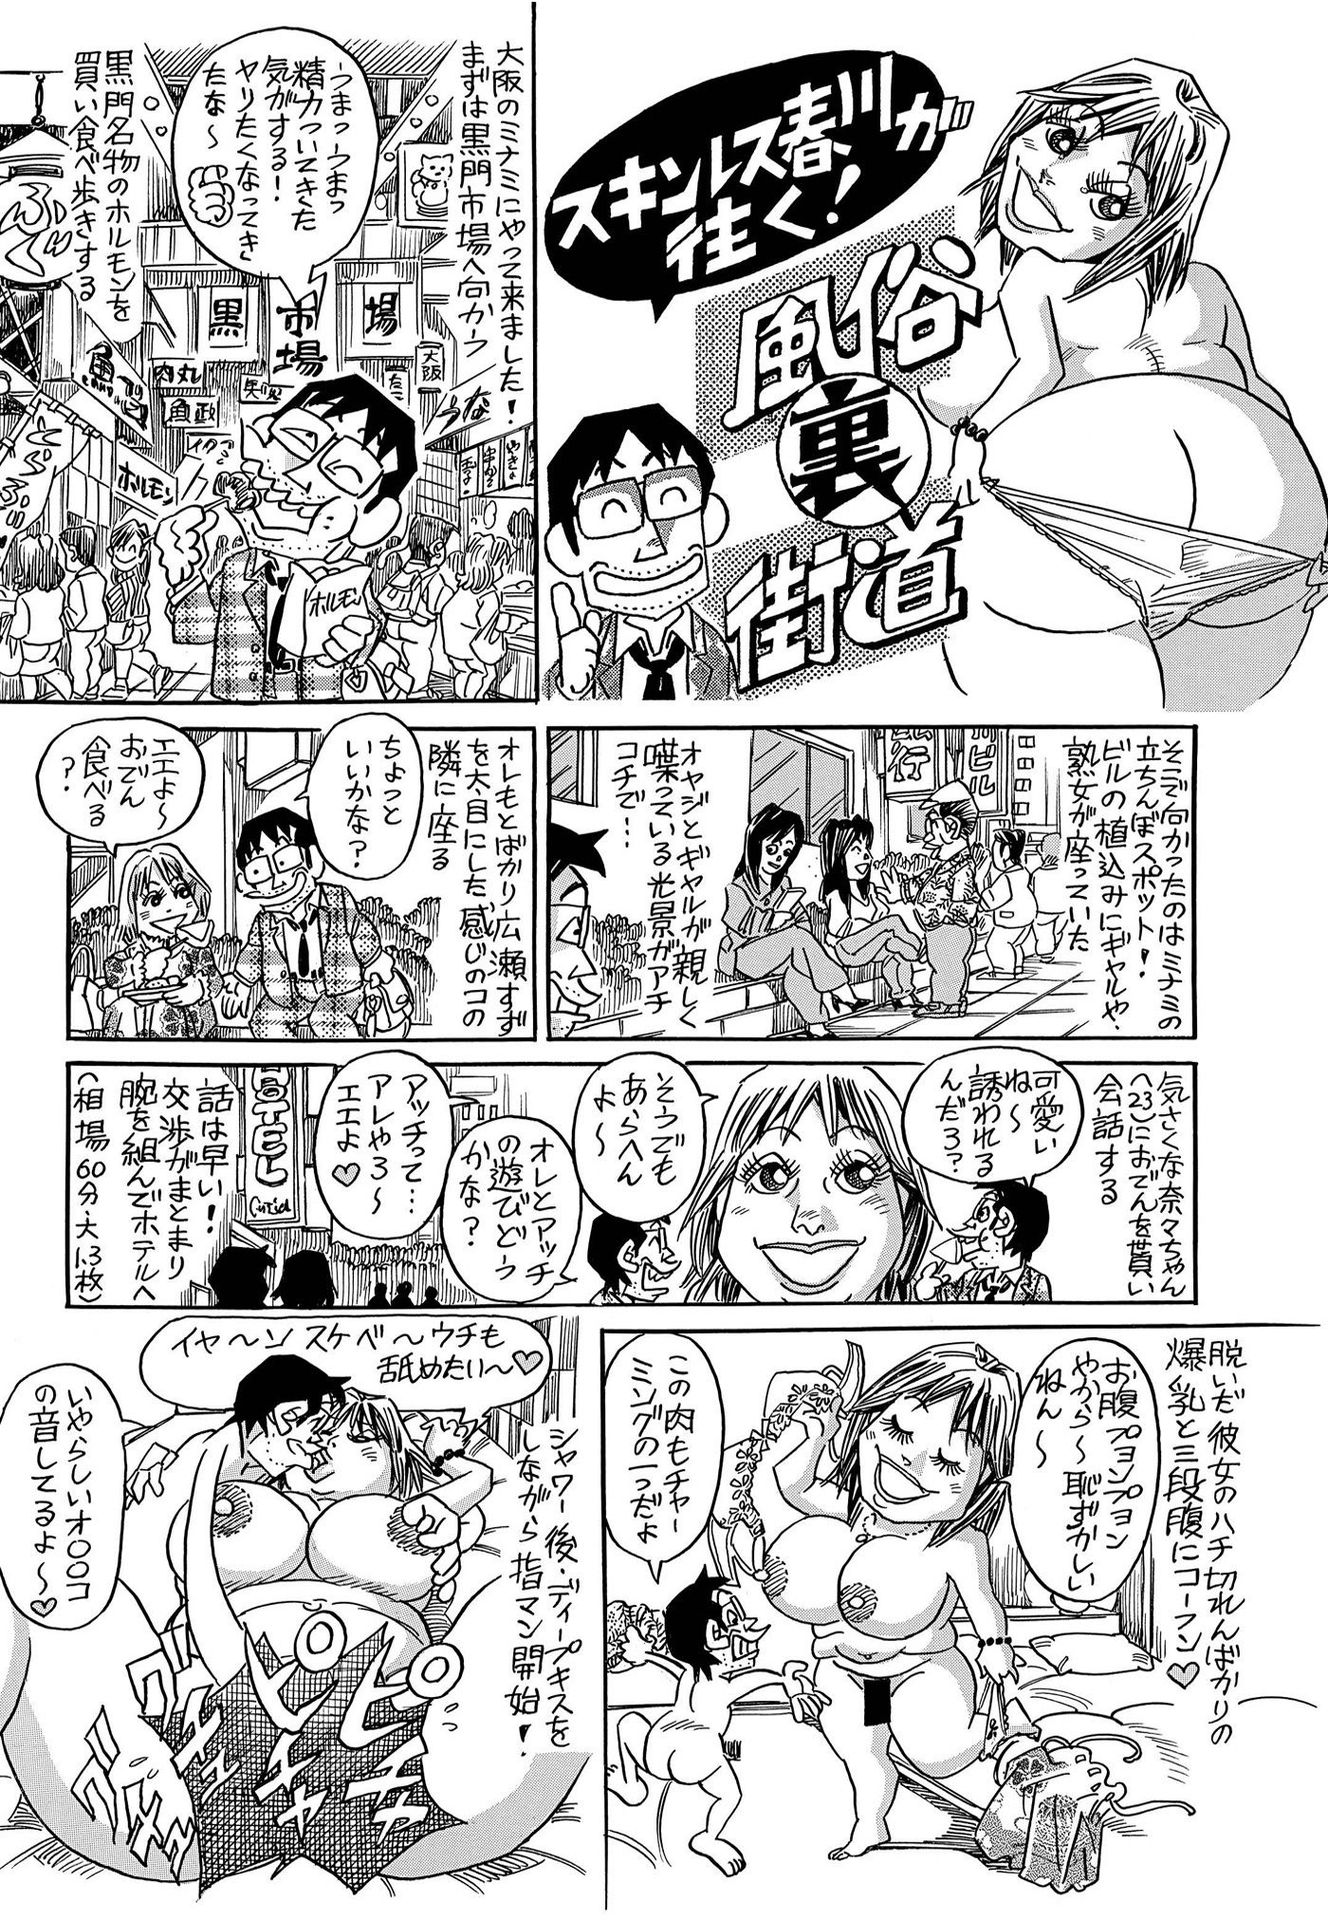 スキンレス春川が
往く！
風俗
裏
街道
大阪のミナミにやって来ました！
まずは黒門市場へ向かう
うまっうまっ
精力ついてきた
気がする！
ヤリたくなってき
たな～
黒門名物のホルモンを
買い食べ歩きする
黒
市場
場
大阪
うな
肉丸
魚政
イカ
ホルモン
ホルモン
そこで向かったのはミナミの
立ちんぼスポット！
ビルの植込みにギャルや、
熟女が座っていた
オヤジとギャルが親しく
喋っている光景がアチ
コチで…
ビル
行
オレもとばかり広瀬すず
を太目にした感じのコの
隣に座る
ちょっと
いいかな？
エエよ～
おでん
食べる
？
気さくな奈々ちゃん
(23)におでんを貰い
会話する
可愛い
ね～
誘われる
んだろ？
そうでも
あらへん
よ～
オレとアッチ
の遊びどう
かな？
アッチって…
アレやろ～
エエよ♡
HOTEL
話は早い！
交渉がまとまり
腕を組んでホテルへ
（相場60分・大1.3枚）
脱いだ彼女のハチ切れんばかりの
爆乳と三段腹にコーフン♡
お腹プヨンプヨン
やから～恥ずかしい
ねん～
この肉もチャー
ミングの一つだよ
イヤ～ンスケベ～ウチも
舐めたい～♡
シャワー後・ディープキスを
しながら指マン開始！
いやらしいオ○○コ
の音してるよ～♡